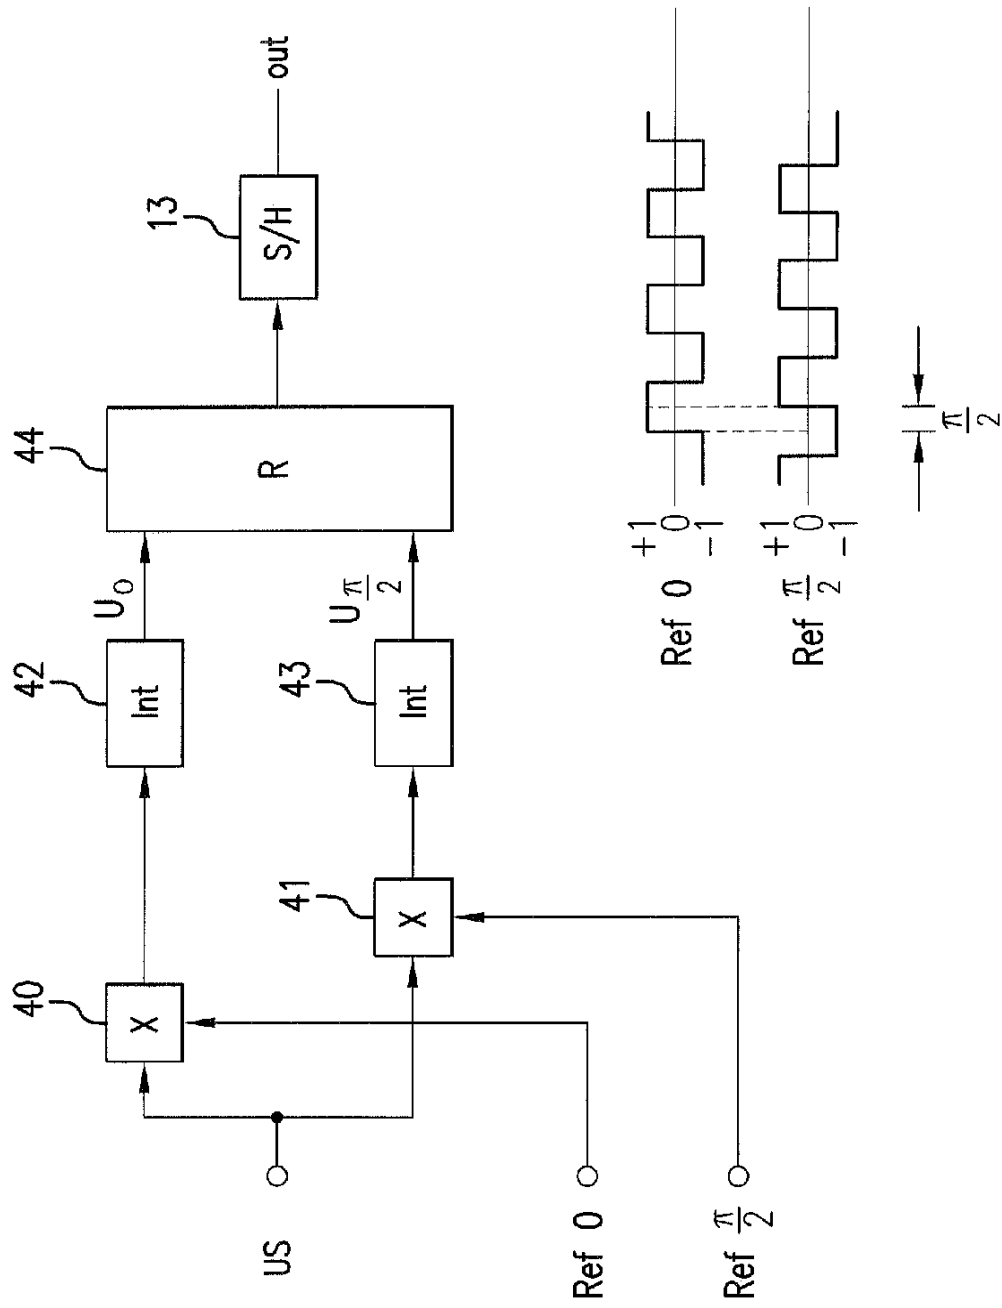 40
42
44
13
X
Int
U0
R
S/H
out
US
41
43
X
Int
Uπ/2
Ref 0
Ref π/2
Ref 0
+1
0
-1
Ref π/2
+1
0
-1
π/2